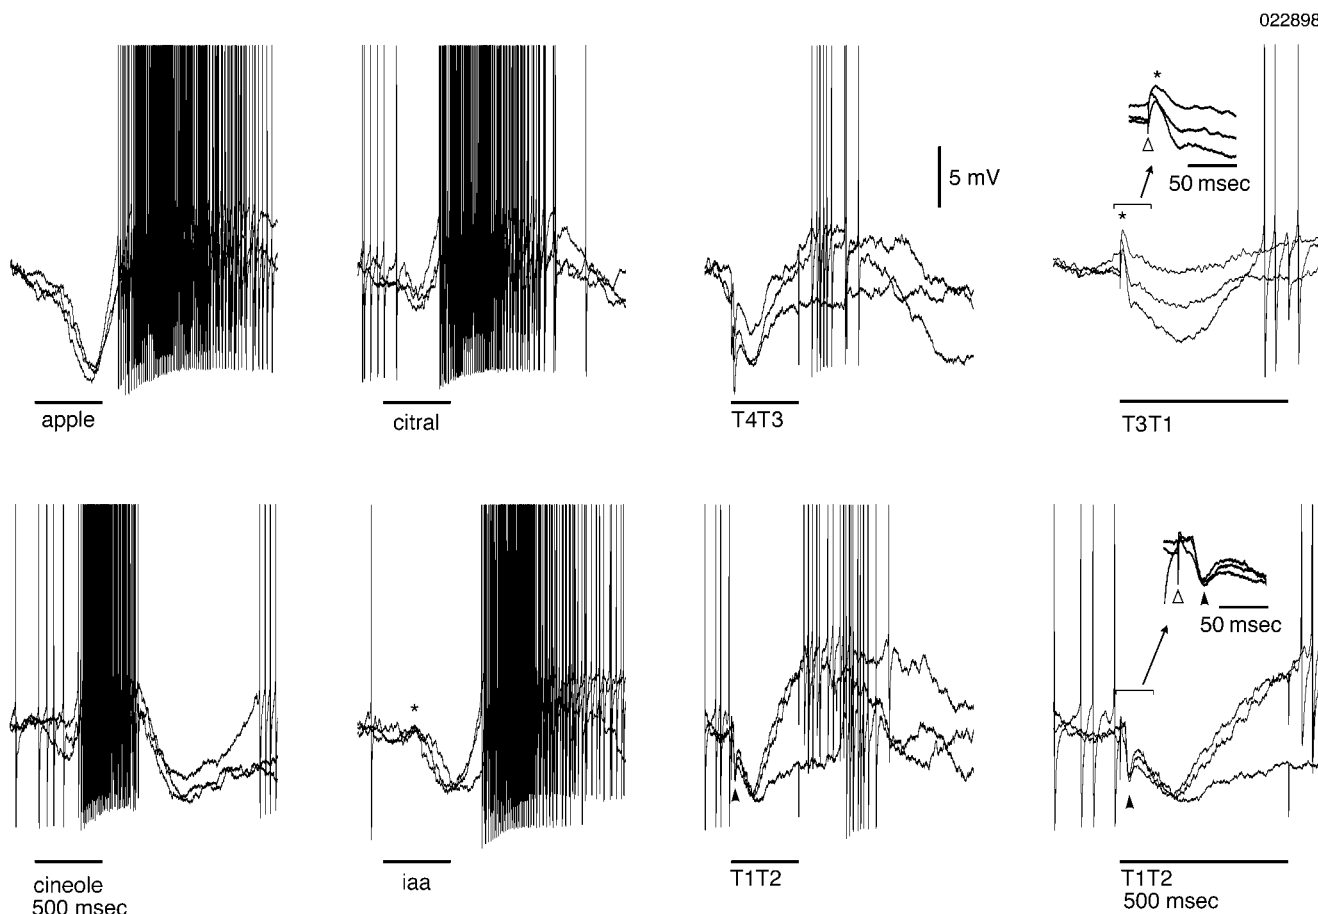 022898
*
5 mV
50 msec
*
apple
citral
T4T3
T3T1
50 msec
*
cineole
500 msec
iaa
T1T2
T1T2
500 msec